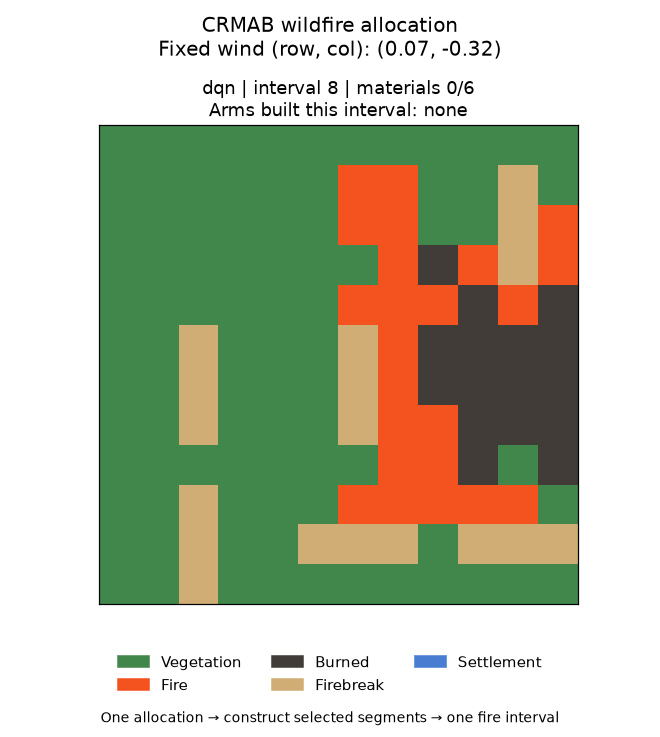 CRMAB wildfire allocation
Fixed wind (row, col): (0.07, -0.32)
dqn | interval 8 | materials 0/6
Arms built this interval: none
Vegetation
Burned
Settlement
Fire
Firebreak
One allocation → construct selected segments → one fire interval